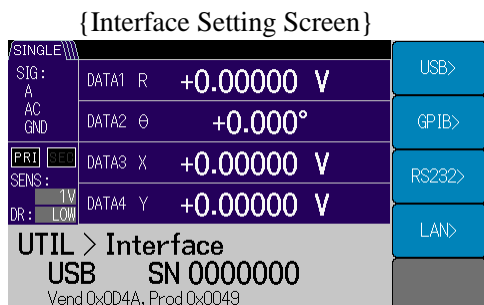 {Interface Setting Screen}
SINGLE
SIG:
A
AC
GND
PRI SEC
SENS:
1V
DR: LOW
DATA1 R +0.00000 V
DATA2 θ +0.000°
DATA3 X +0.00000 V
DATA4 Y +0.00000 V
UTIL > Interface
USB SN 0000000
Vend 0x0D4A, Prod 0x0049
USB>
GPIB>
RS232>
LAN>